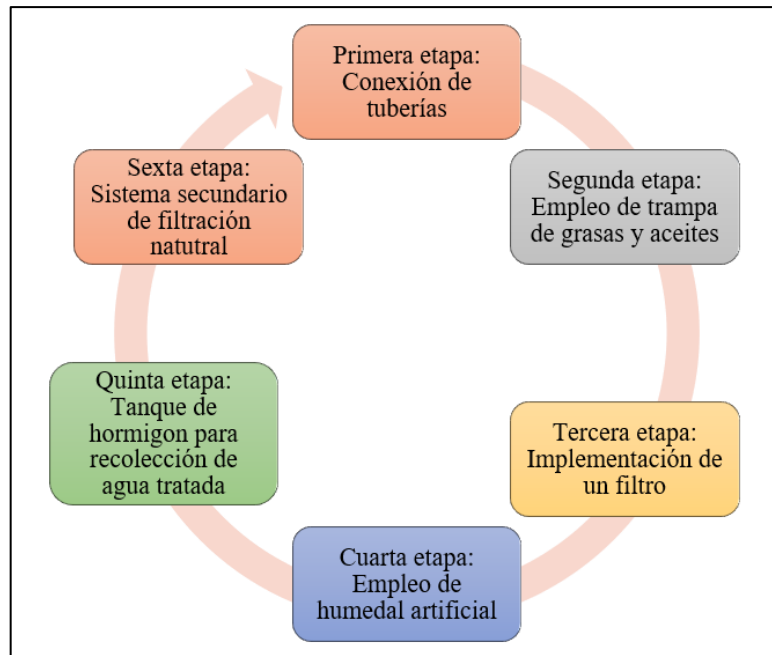 Primera etapa:
Conexión de
tuberías
Segunda etapa:
Empleo de trampa
de grasas y aceites
Tercera etapa:
Implementación de
un filtro
Cuarta etapa:
Empleo de
humedal artificial
Quinta etapa:
Tanque de
hormigon para
recolección de
agua tratada
Sexta etapa:
Sistema secundario
de filtración
natutral